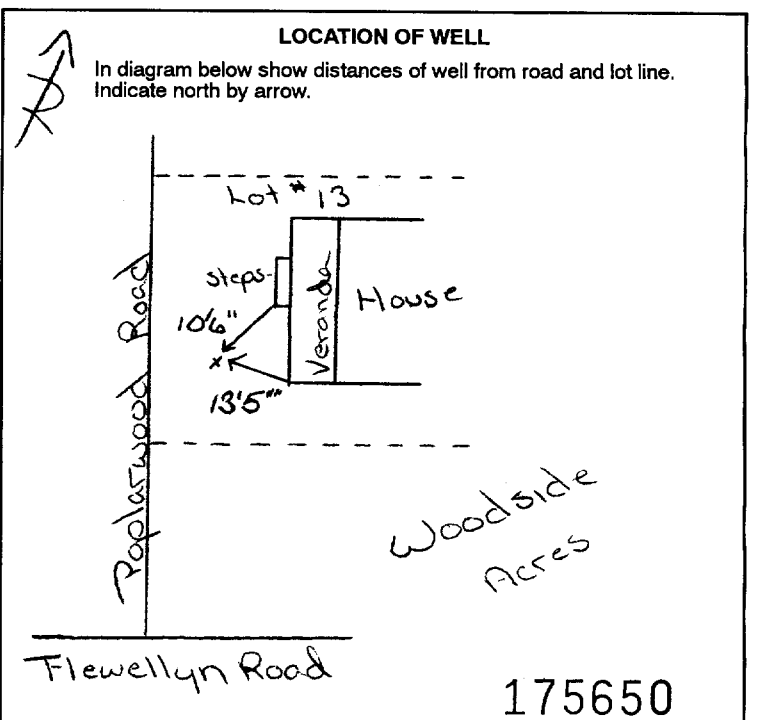 LOCATION OF WELL
In diagram below show distances of well from road and lot line.
Indicate north by arrow.
N
Lot # 13
Steps
Veranda
House
10'6"
x
13'5""
Poplarwood Road
Woodside
Acres
Flewellyn Road
175650